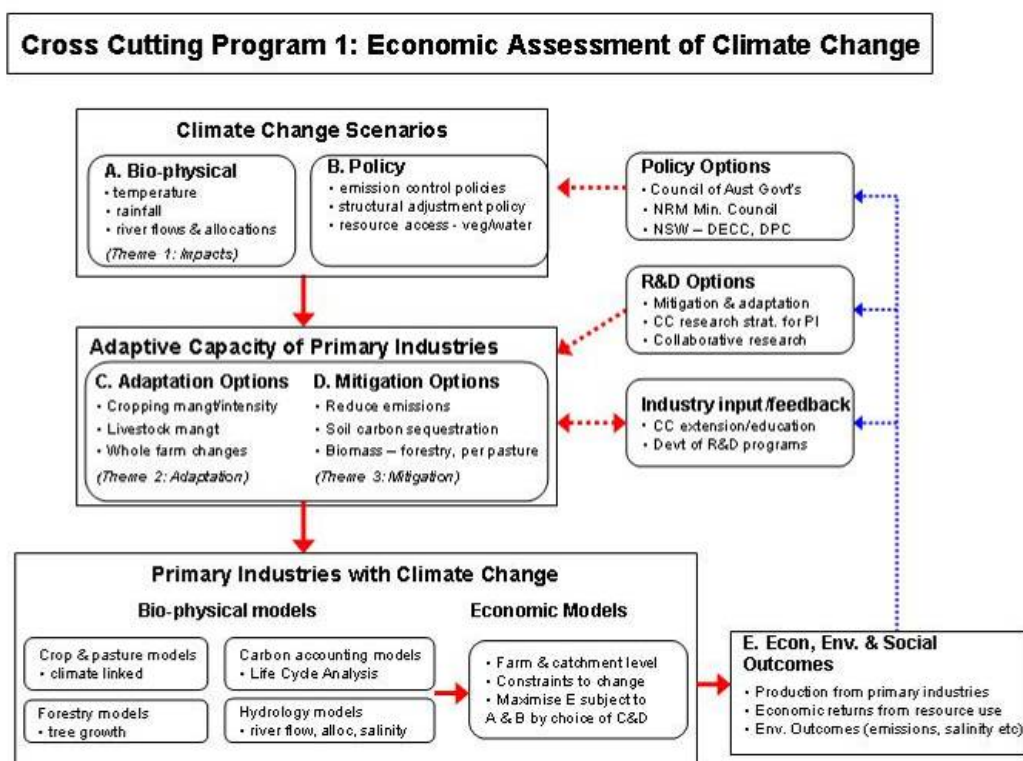 Cross Cutting Program 1: Economic Assessment of Climate Change
Climate Change Scenarios
A. Bio-physical
• temperature
• rainfall
• river flows & allocations
(Theme 1: Impacts)
B. Policy
• emission control policies
• structural adjustment policy
• resource access - veg/water
Policy Options
• Council of Aust Govt's
• NRM Min. Council
• NSW – DECC, DPC
R&D Options
• Mitigation & adaptation
• CC research strat. for PI
• Collaborative research
Adaptive Capacity of Primary Industries
C. Adaptation Options
• Cropping mangt/intensity
• Livestock mangt
• Whole farm changes
(Theme 2: Adaptation)
D. Mitigation Options
• Reduce emissions
• Soil carbon sequestration
• Biomass – forestry, per pasture
(Theme 3: Mitigation)
Industry input/feedback
• CC extension/education
• Devt of R&D programs
Primary Industries with Climate Change
Bio-physical models
Crop & pasture models
• climate linked
Carbon accounting models
• Life Cycle Analysis
Forestry models
• tree growth
Hydrology models
• river flow, alloc, salinity
Economic Models
• Farm & catchment level
• Constraints to change
• Maximise E subject to
A & B by choice of C&D
E. Econ, Env. & Social
Outcomes
• Production from primary industries
• Economic returns from resource use
• Env. Outcomes (emissions, salinity etc)